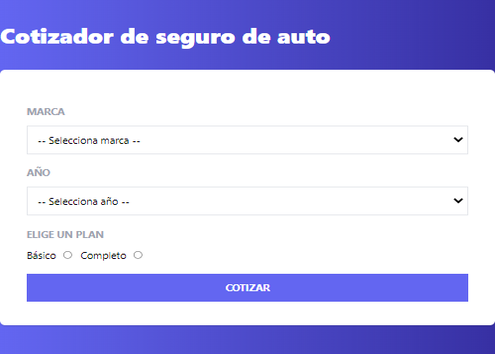 Cotizador de seguro de auto
MARCA
-- Selecciona marca --
AÑO
-- Selecciona año --
ELIGE UN PLAN
Básico Completo
COTIZAR